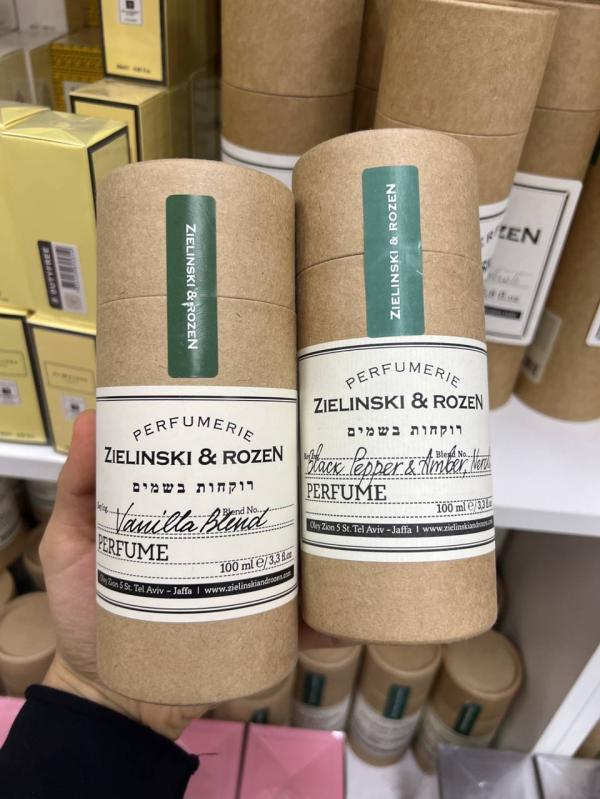 ZIELINSKI & ROZEN
PERFUMERIE
ZIELINSKI & ROZEN
רוקחות בשמים
Blend No.
Vanilla Blend
PERFUME
100 ml ℮/3,3 fl.oz
Oley Zion 5 St. Tel Aviv - Jaffa | www.zielinskiandrozen.com
ZIELINSKI & ROZEN
PERFUMERIE
ZIELINSKI & ROZEN
רוקחות בשמים
Blend No.
Black Pepper & Amber, Neroli
PERFUME
100 ml ℮/3,3 fl
Oley Zion 5 St. Tel Aviv - Jaffa | www.zielinskiandrozen.com
DUTYFREE
ZEN